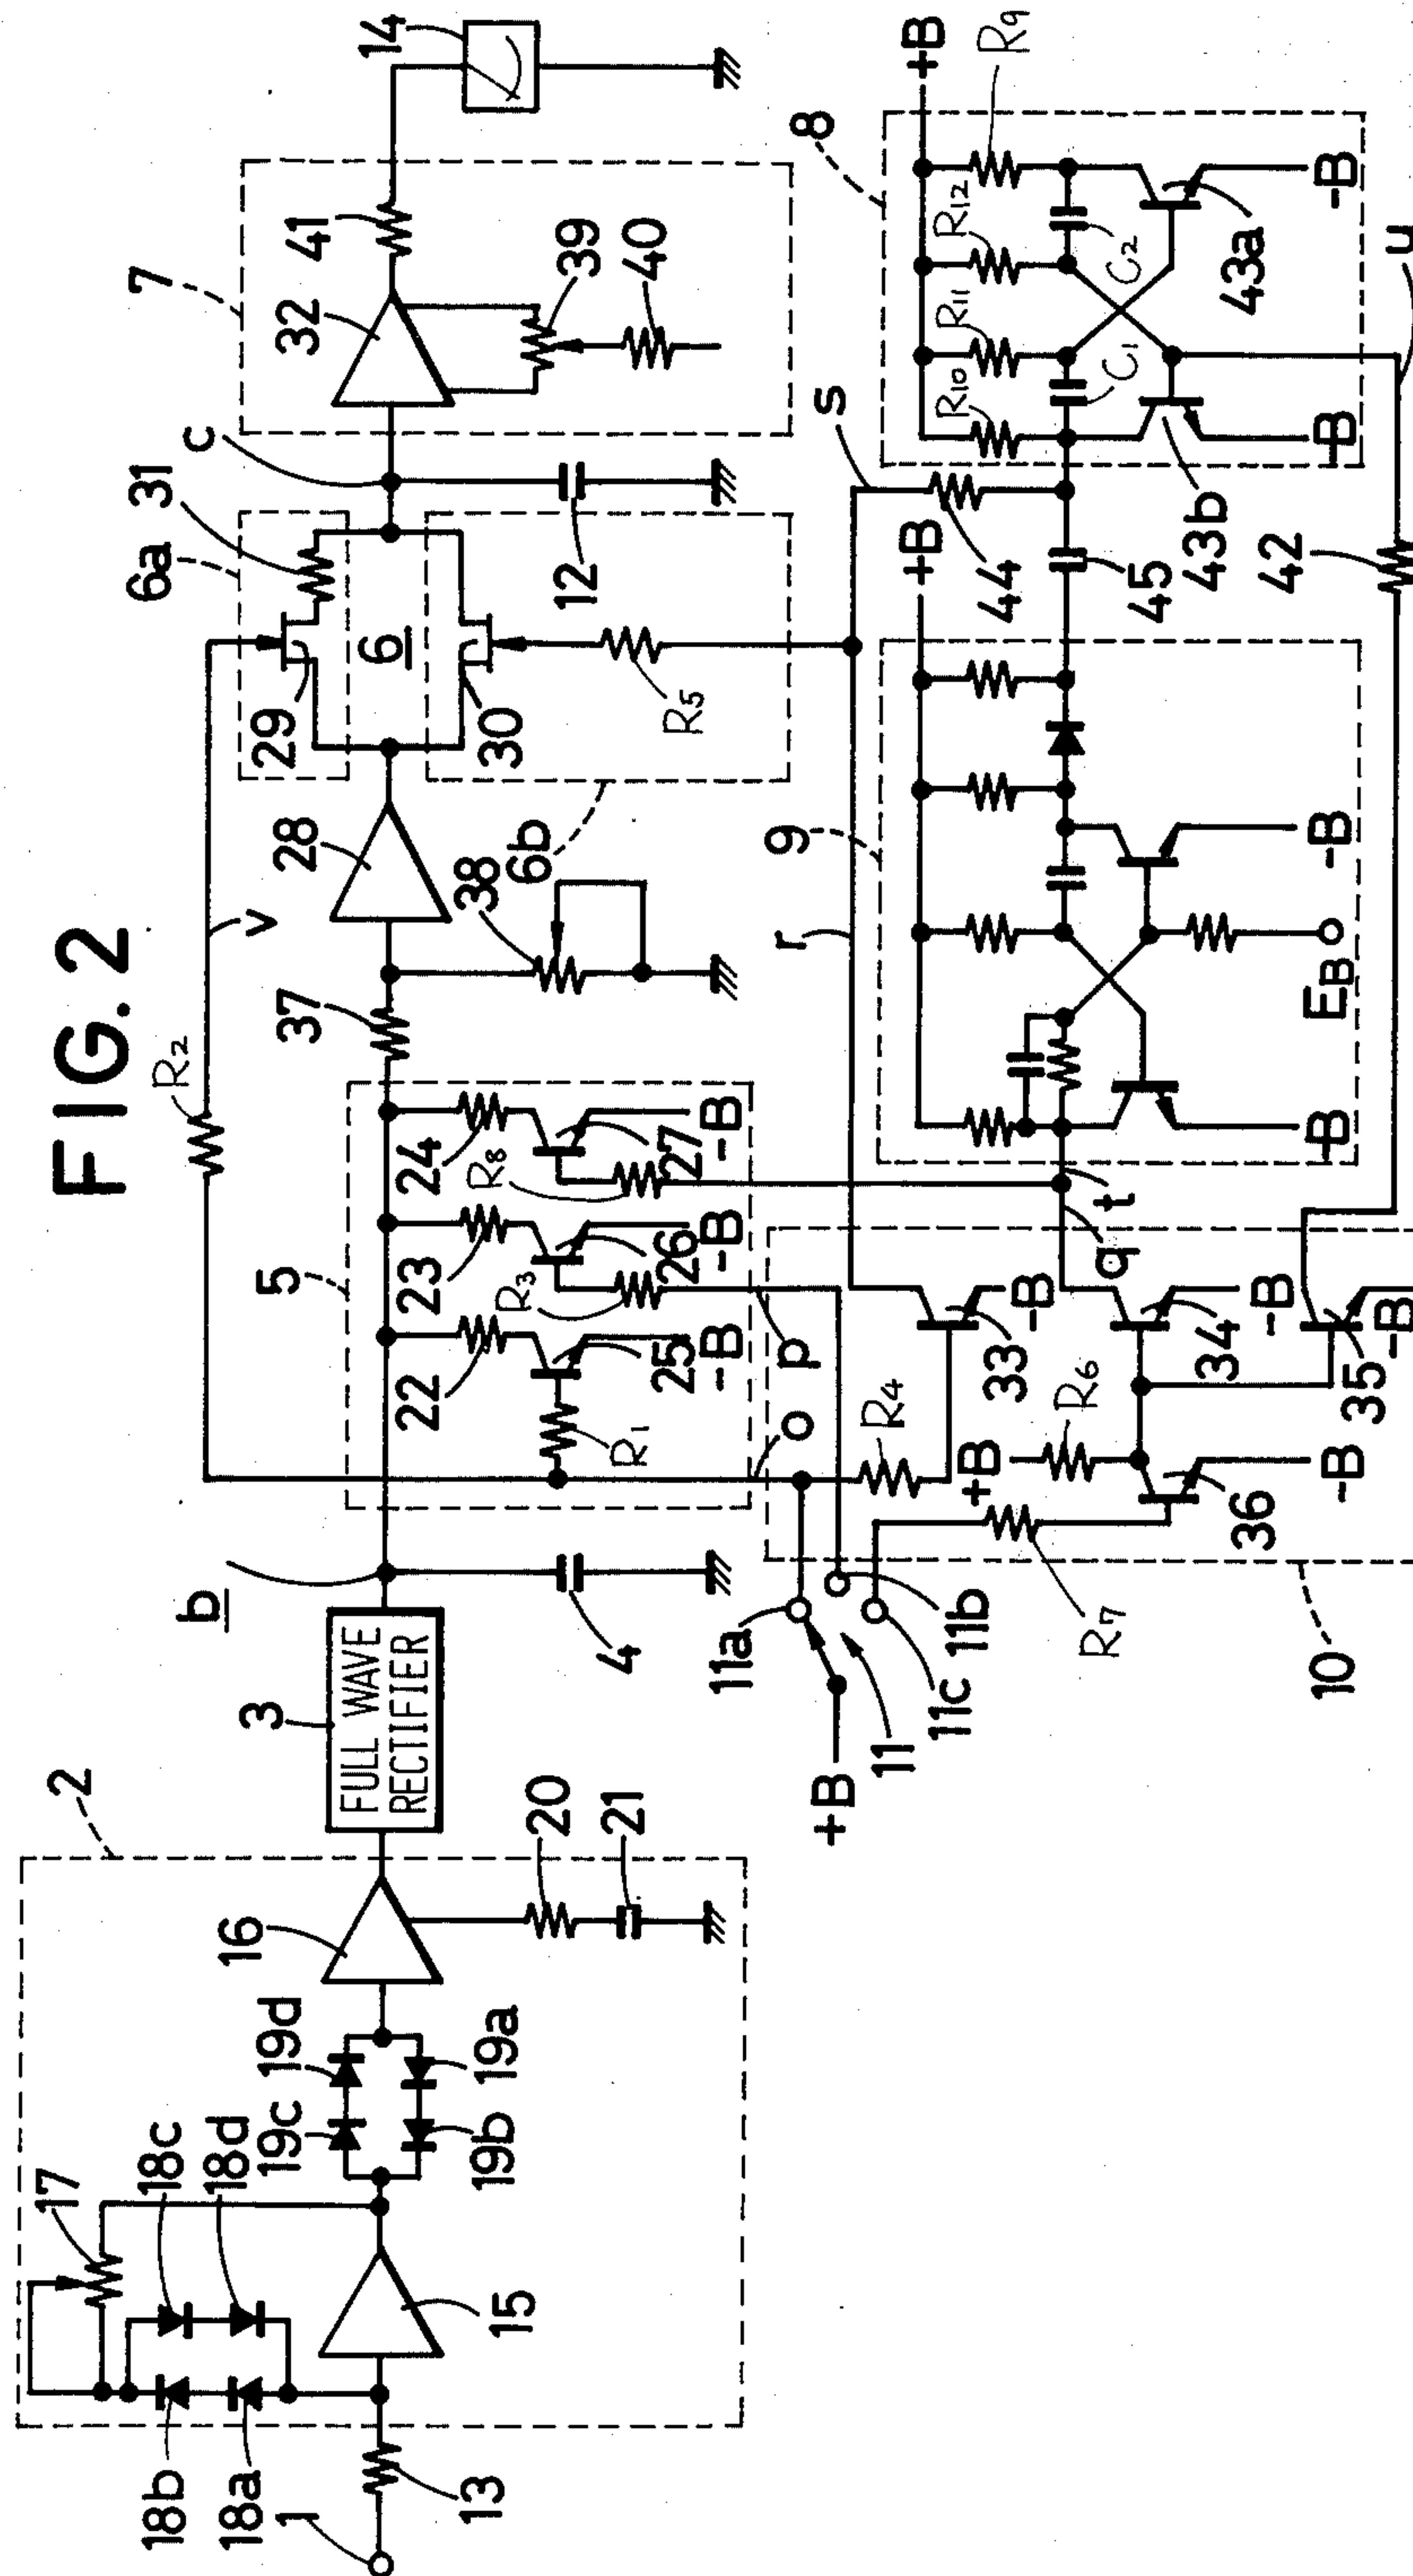 FIG. 2
1
13
18b
18a
17
18c
18d
15
19c
19d
19b
19a
16
20
21
2
3
FULL WAVE
RECTIFIER
b
4
5
22
23
24
R1
R3
R8
25
26
27
-B
-B
-B
37
38
28
R2
v
6a
29
31
6
30
R5
6b
c
12
7
32
41
39
40
14
+B
11
11a
11b
11c
o
p
R4
33
-B
+B
R6
R7
36
-B
34
-B
35
-B
10
q
t
r
s
9
+B
-B
EB
-B
44
45
42
u
8
+B
R10
R11
R12
R9
C1
C2
43b
43a
-B
-B